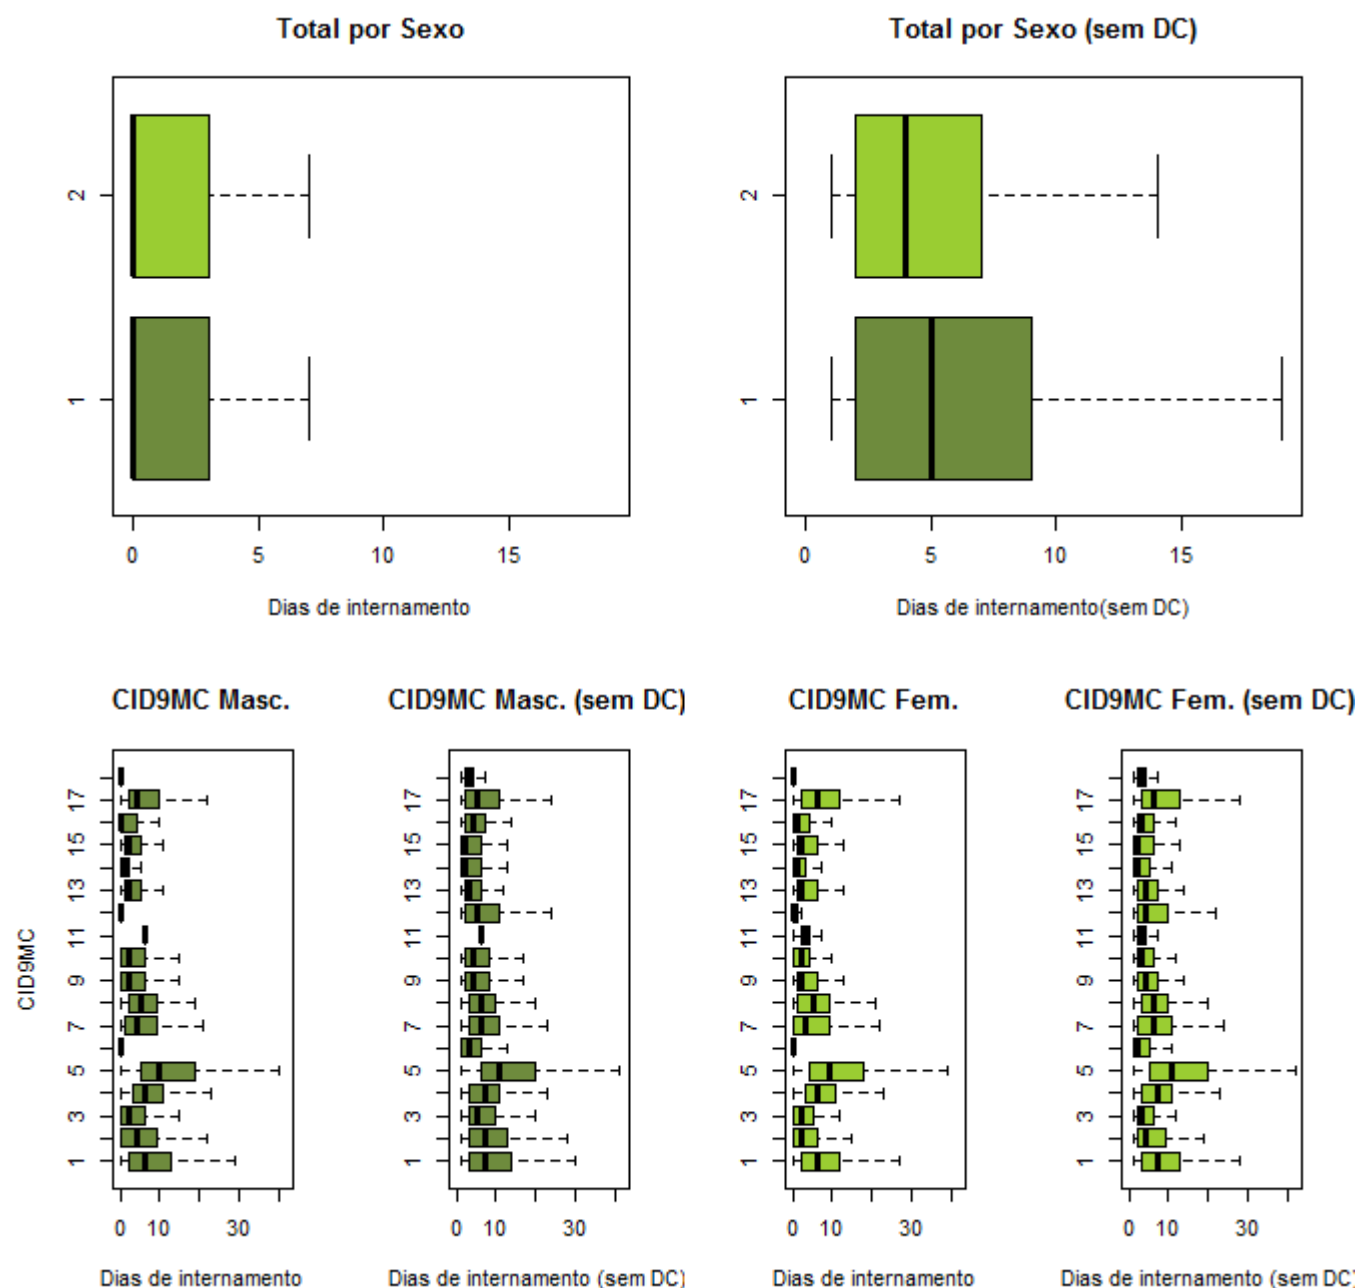 Total por Sexo
2
1
0 5 10 15
Dias de internamento
Total por Sexo (sem DC)
2
1
0 5 10 15
Dias de internamento(sem DC)
CID9MC Masc.
CID9MC
17
15
13
11
9
7
5
3
1
0 10 30
Dias de internamento
CID9MC Masc. (sem DC)
17
15
13
11
9
7
5
3
1
0 10 30
Dias de internamento (sem DC)
CID9MC Fem.
17
15
13
11
9
7
5
3
1
0 10 30
Dias de internamento
CID9MC Fem. (sem DC)
17
15
13
11
9
7
5
3
1
0 10 30
Dias de internamento (sem DC